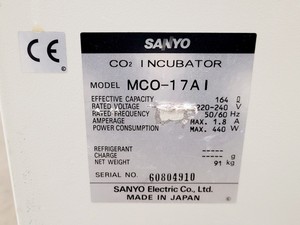 CE
SANYO
CO₂ INCUBATOR
MODEL MCO-17AI
EFFECTIVE CAPACITY 164 ℓ
RATED VOLTAGE 220-240 V
RATED FREQUENCY 50/60 Hz
AMPERAGE MAX. 1.8 A
POWER CONSUMPTION MAX. 440 W
REFRIGERANT -----
CHARGE ----- g
NET WEIGHT 91 kg
SERIAL NO. 60804910
SANYO Electric Co., Ltd.
MADE IN JAPAN